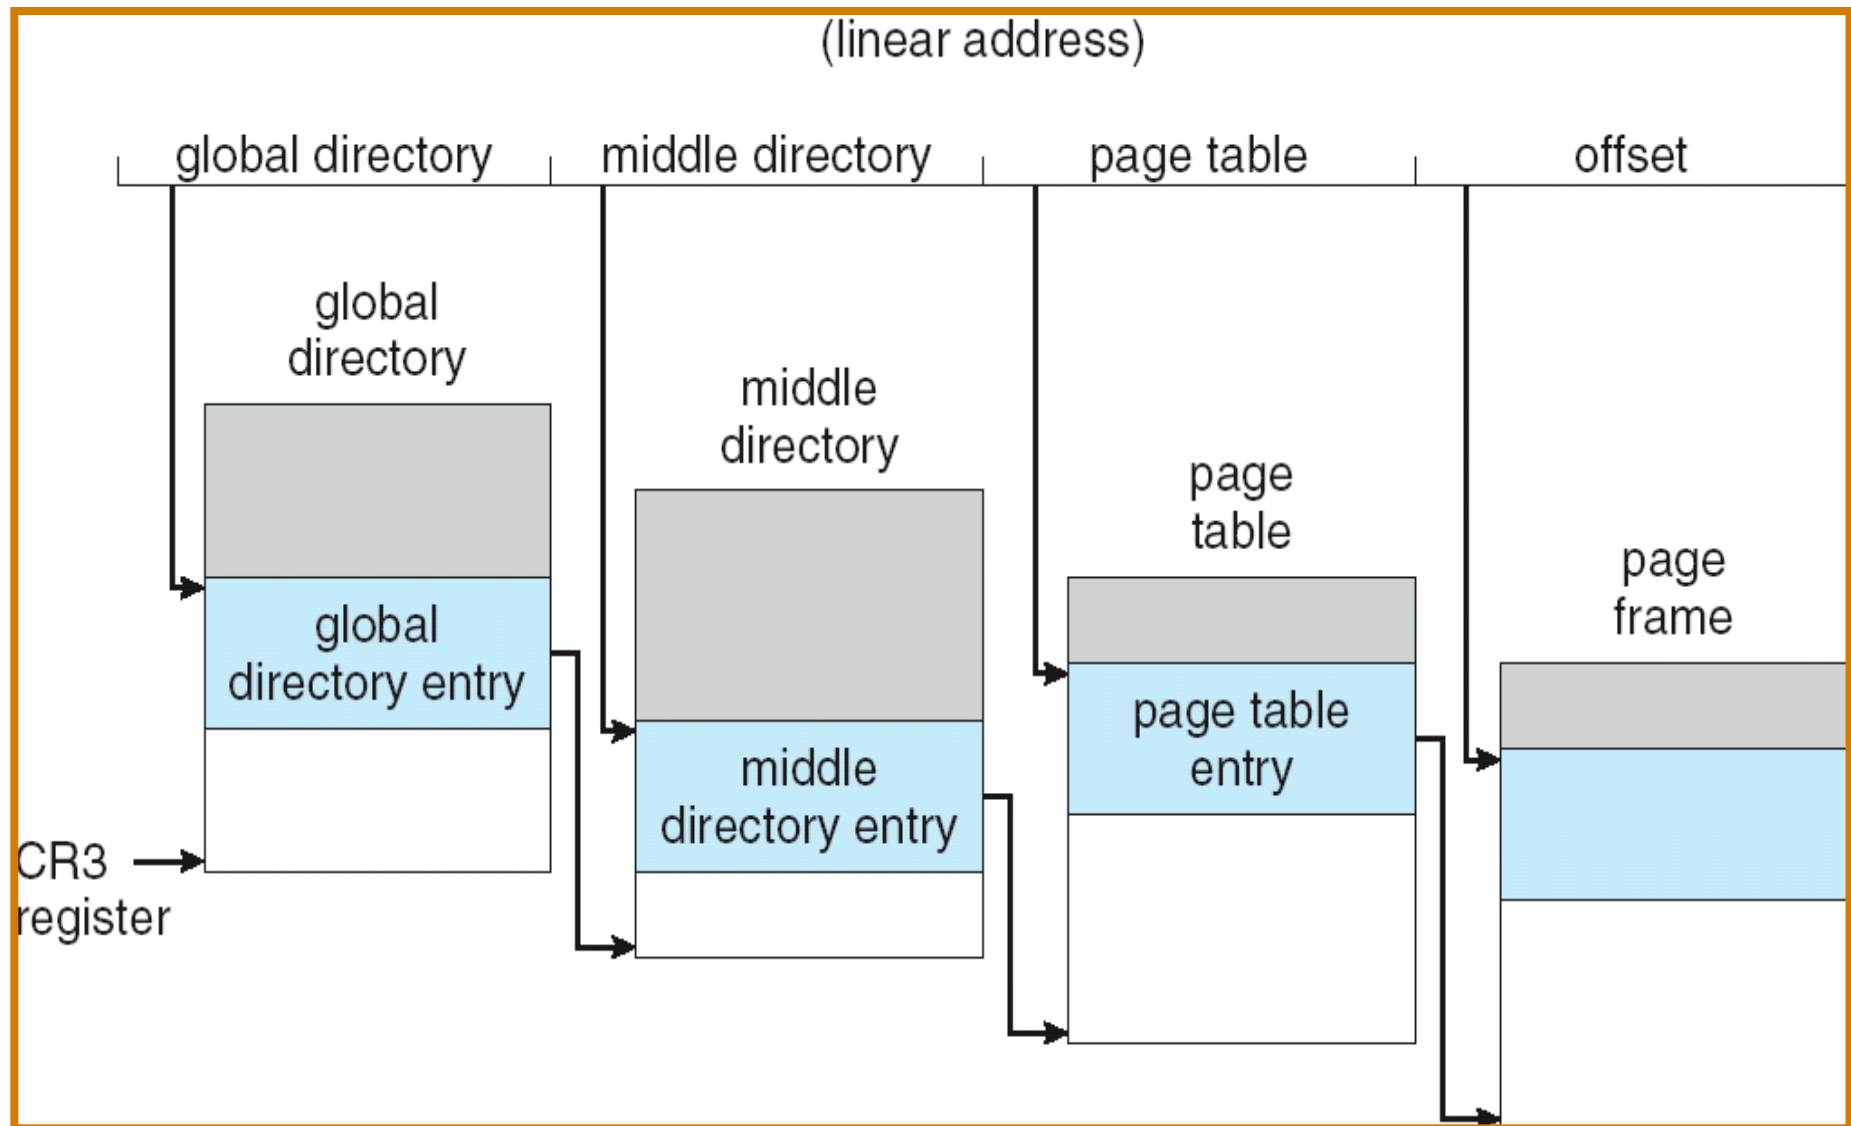 (linear address)
global directory
middle directory
page table
offset
global
directory
global
directory entry
CR3
register
middle
directory
middle
directory entry
page
table
page table
entry
page
frame